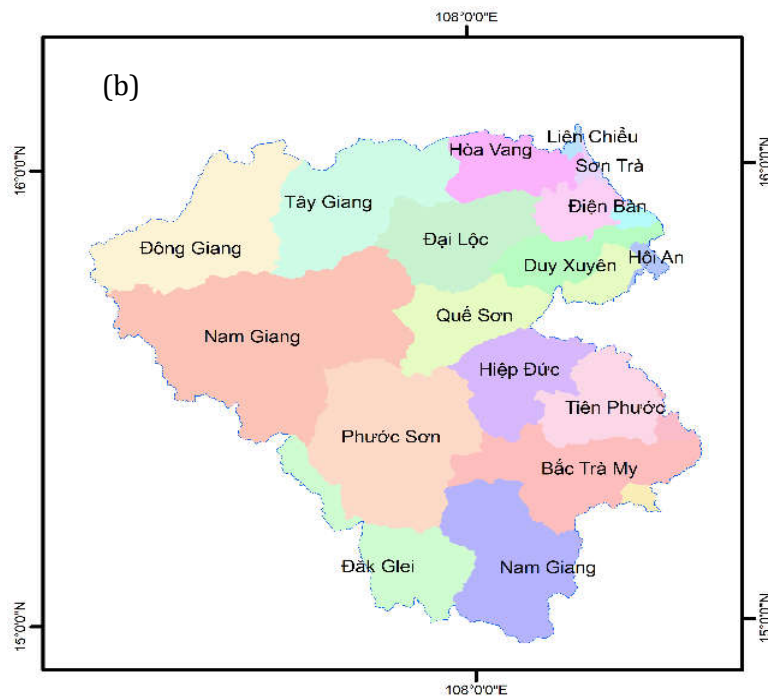 108°0'0"E
(b)
16°0'0"N
16°0'0"N
Liên Chiểu
Hòa Vang
Sơn Trà
Tây Giang
Điện Bàn
Đông Giang
Đại Lộc
Duy Xuyên
Hội An
Quế Sơn
Nam Giang
Hiệp Đức
Tiên Phước
Phước Sơn
Bắc Trà My
Đăk Glei
Nam Giang
15°0'0"N
15°0'0"N
108°0'0"E